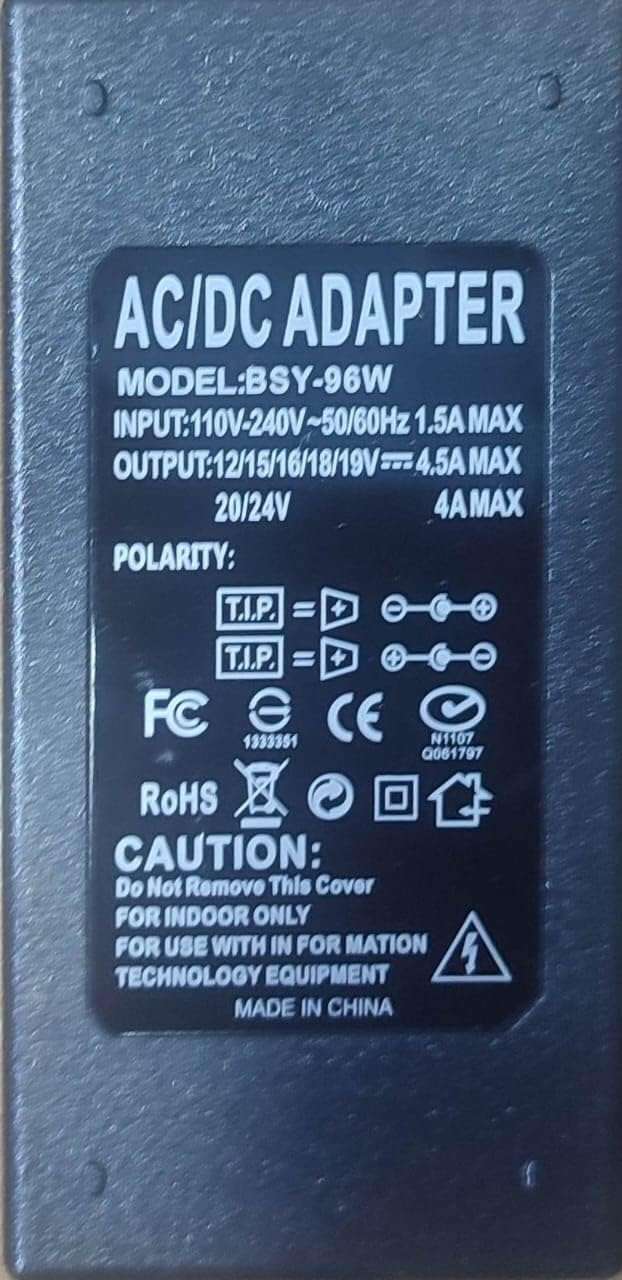 AC/DC ADAPTER
MODEL:BSY-96W
INPUT:110V-240V~50/60Hz 1.5A MAX
OUTPUT:12/15/16/18/19V⎓4.5A MAX
20/24V 4A MAX
POLARITY:
T.I.P. = +
T.I.P. = +
FC CE
1333351
N1107
Q061797
RoHS
CAUTION:
Do Not Remove This Cover
FOR INDOOR ONLY
FOR USE WITH IN FOR MATION
TECHNOLOGY EQUIPMENT
MADE IN CHINA